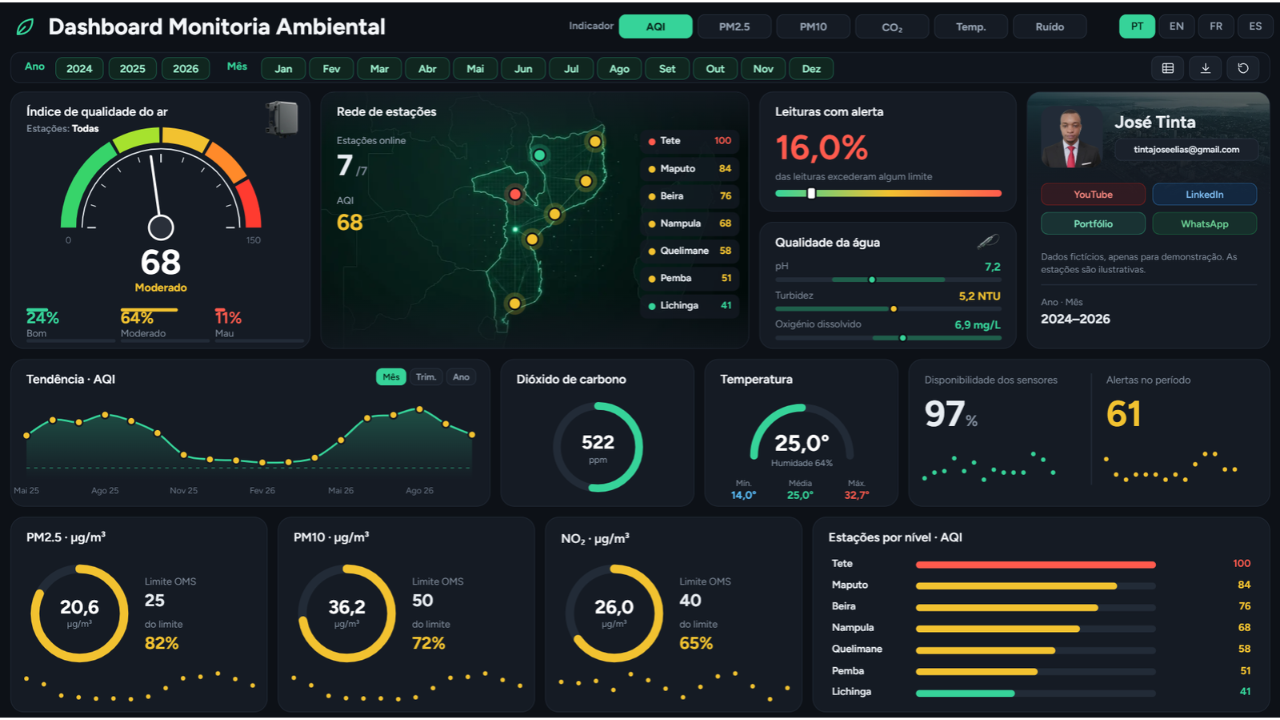 Dashboard Monitoria Ambiental
Indicador AQI PM2.5 PM10 CO₂ Temp. Ruído PT EN FR ES
Ano 2024 2025 2026 Mês Jan Fev Mar Abr Mai Jun Jul Ago Set Out Nov Dez
Índice de qualidade do ar
Estações: Todas
0 150
68
Moderado
24% 64% 11%
Bom Moderado Mau
Rede de estações
Estações online
7 /7
AQI
68
Tete 100
Maputo 84
Beira 76
Nampula 68
Quelimane 58
Pemba 51
Lichinga 41
Leituras com alerta
16,0%
das leituras excederam algum limite
Qualidade da água
pH 7,2
Turbidez 5,2 NTU
Oxigénio dissolvido 6,9 mg/L
José Tinta
tintajoseelias@gmail.com
YouTube LinkedIn
Portfólio WhatsApp
Dados fictícios, apenas para demonstração. As
estações são ilustrativas.
Ano · Mês
2024–2026
Tendência · AQI
Mês Trim. Ano
Mai 25 Ago 25 Nov 25 Fev 26 Mai 26 Ago 26
Dióxido de carbono
522
ppm
Temperatura
25,0°
Humidade 64%
Mín. Média Máx.
14,0° 25,0° 32,7°
Disponibilidade dos sensores
97%
Alertas no período
61
PM2.5 · µg/m³
20,6
µg/m³
Limite OMS
25
do limite
82%
PM10 · µg/m³
36,2
µg/m³
Limite OMS
50
do limite
72%
NO₂ · µg/m³
26,0
µg/m³
Limite OMS
40
do limite
65%
Estações por nível · AQI
Tete 100
Maputo 84
Beira 76
Nampula 68
Quelimane 58
Pemba 51
Lichinga 41